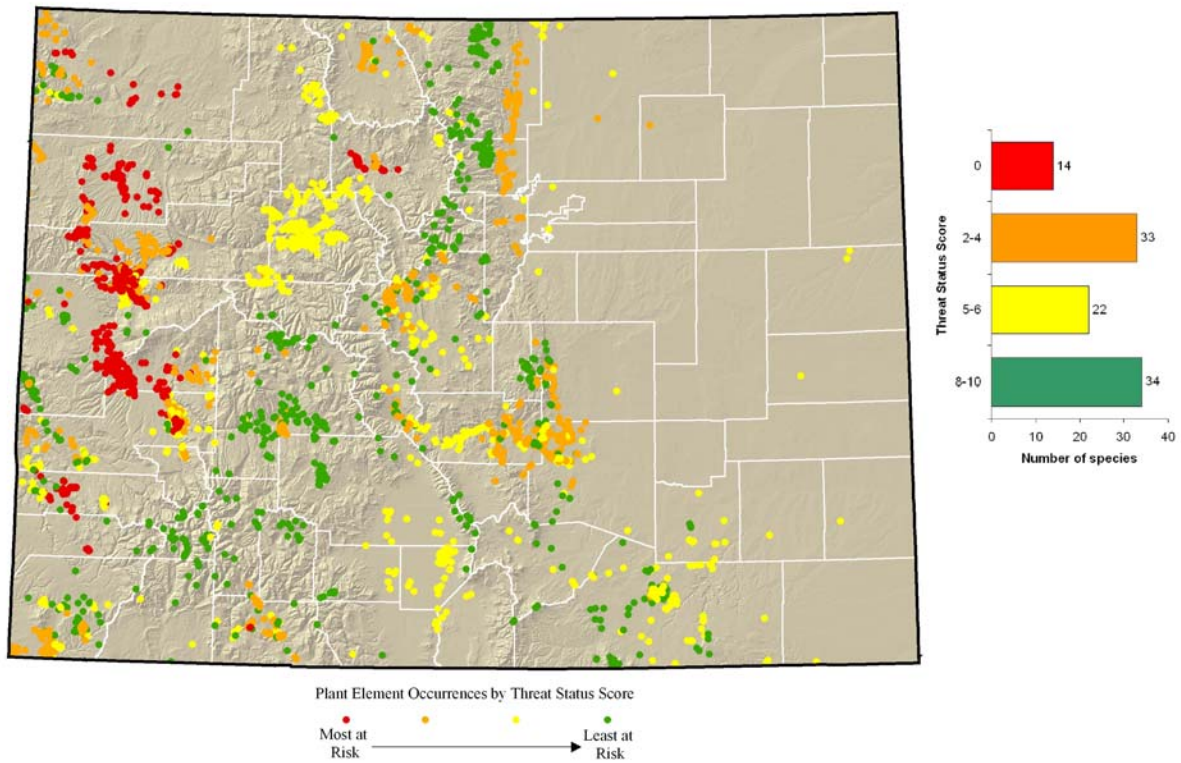 Threat Status Score
0
14
2-4
33
5-6
22
8-10
34
0 10 20 30 40
Number of species
Plant Element Occurrences by Threat Status Score
Most at Risk
Least at Risk